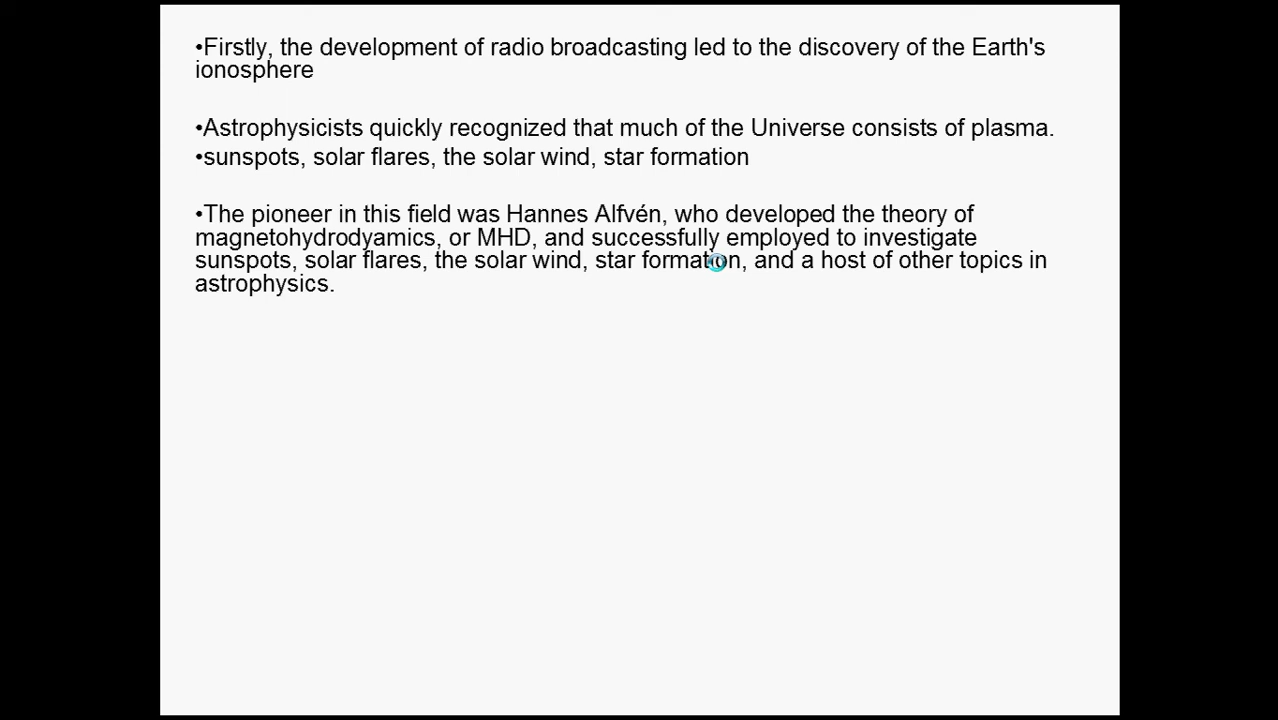 •Firstly, the development of radio broadcasting led to the discovery of the Earth's
ionosphere
•Astrophysicists quickly recognized that much of the Universe consists of plasma.
•sunspots, solar flares, the solar wind, star formation
•The pioneer in this field was Hannes Alfvén, who developed the theory of
magnetohydrodyamics, or MHD, and successfully employed to investigate
sunspots, solar flares, the solar wind, star formation, and a host of other topics in
astrophysics.